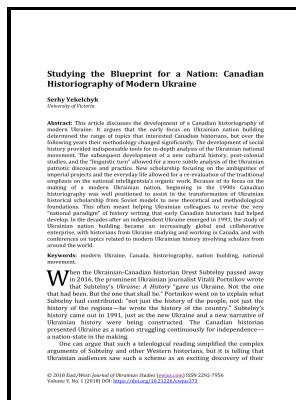 Studying the Blueprint for a Nation: Canadian
Historiography of Modern Ukraine
Serhy Yekelchyk
University of Victoria
Abstract: This article discusses the development of a Canadian historiography of
modern Ukraine. It argues that the early focus on Ukrainian nation building
determined the range of topics that interested Canadian historians, but over the
following years their methodology changed significantly. The development of social
history provided indispensable tools for in-depth analysis of the Ukrainian national
movement. The subsequent development of a new cultural history, post-colonial
studies, and the "linguistic turn" allowed for a more subtle analysis of the Ukrainian
patriotic discourse and practice. New scholarship focusing on the ambiguities of
imperial projects and the everyday life allowed for a re-evaluation of the traditional
emphasis on the national intelligentsia's organic work. Because of its focus on the
making of a modern Ukrainian nation, beginning in the 1990s Canadian
historiography was well positioned to assist in the transformation of Ukrainian
historical scholarship from Soviet models to new theoretical and methodological
foundations. This often meant helping Ukrainian colleagues to revise the very
"national paradigm" of history writing that early Canadian historians had helped
develop. In the decades after an independent Ukraine emerged in 1991, the study of
Ukrainian nation building became an increasingly global and collaborative
enterprise, with historians from Ukraine studying and working in Canada, and with
conferences on topics related to modern Ukrainian history involving scholars from
around the world.
Keywords: modern Ukraine, Canada, historiography, nation building, national
movement.
When the Ukrainian-Canadian historian Orest Subtelny passed away
in 2016, the prominent Ukrainian journalist Vitalii Portnikov wrote
that Subtelny's Ukraine: A History "gave us Ukraine. Not the one
that had been. But the one that shall be." Portnikov went on to explain what
Subtelny had contributed: "not just the history of the people, not just the
history of the regions—he wrote the history of the country." Subtelny's
history came out in 1991, just as the new Ukraine and a new narrative of
Ukrainian history were being constructed. The Canadian historian
presented Ukraine as a nation struggling continuously for independence—
a nation-state in the making.
One can argue that such a teleological reading simplified the complex
arguments of Subtelny and other Western historians, but it is telling that
Ukrainian audiences saw such a scheme as an exciting discovery of their
© 2018 East/West: Journal of Ukrainian Studies (ewjus.com) ISSN 2292-7956
Volume V, No. 1 (2018) DOI: https://doi.org/10.21226/ewjus373